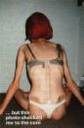 ... but this
photo shocked
me to the core